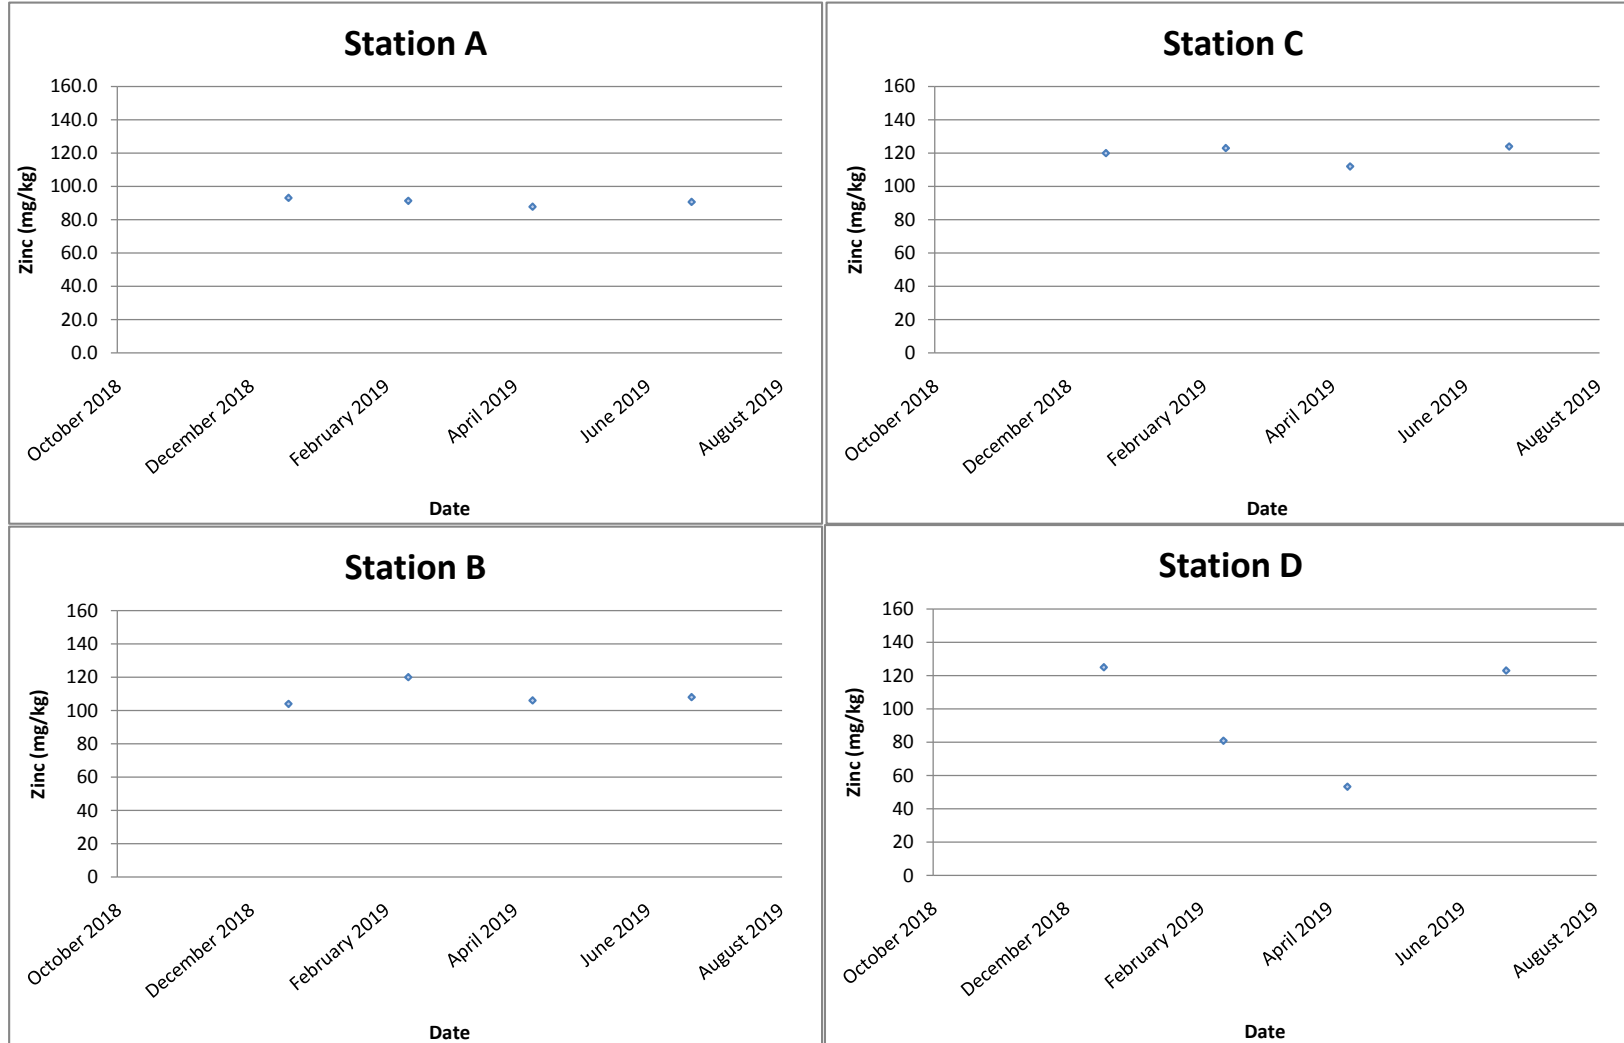 Station A
Zinc (mg/kg)
160.0
140.0
120.0
100.0
80.0
60.0
40.0
20.0
0.0
October 2018
December 2018
February 2019
April 2019
June 2019
August 2019
Date
Station C
Zinc (mg/kg)
160
140
120
100
80
60
40
20
0
October 2018
December 2018
February 2019
April 2019
June 2019
August 2019
Date
Station B
Zinc (mg/kg)
160
140
120
100
80
60
40
20
0
October 2018
December 2018
February 2019
April 2019
June 2019
August 2019
Date
Station D
Zinc (mg/kg)
160
140
120
100
80
60
40
20
0
October 2018
December 2018
February 2019
April 2019
June 2019
August 2019
Date